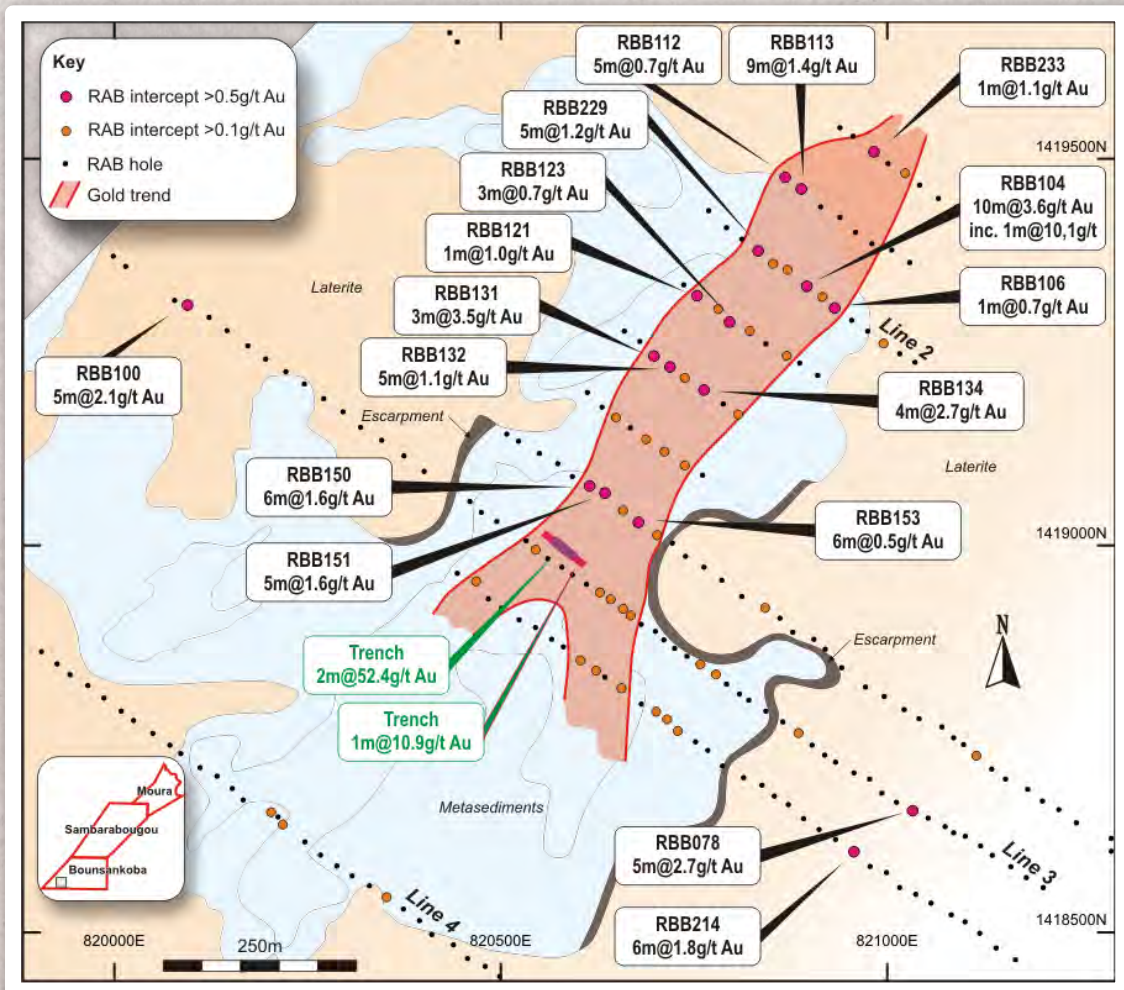 Key
RAB intercept >0.5g/t Au
RAB intercept >0.1g/t Au
RAB hole
Gold trend
RBB112
5m@0.7g/t Au
RBB113
9m@1.4g/t Au
RBB233
1m@1.1g/t Au
RBB229
5m@1.2g/t Au
1419500N
RBB123
3m@0.7g/t Au
RBB104
10m@3.6g/t Au
inc. 1m@10,1g/t
RBB121
1m@1.0g/t Au
Laterite
RBB131
3m@3.5g/t Au
RBB106
1m@0.7g/t Au
Line 2
RBB100
5m@2.1g/t Au
RBB132
5m@1.1g/t Au
RBB134
4m@2.7g/t Au
Escarpment
Laterite
RBB150
6m@1.6g/t Au
RBB153
6m@0.5g/t Au
1419000N
RBB151
5m@1.6g/t Au
N
Trench
2m@52.4g/t Au
Escarpment
Trench
1m@10.9g/t Au
Moura
Sambarabougou
Bounsankoba
Metasediments
RBB078
5m@2.7g/t Au
Line 3
Line 4
RBB214
6m@1.8g/t Au
1418500N
820000E
250m
820500E
821000E